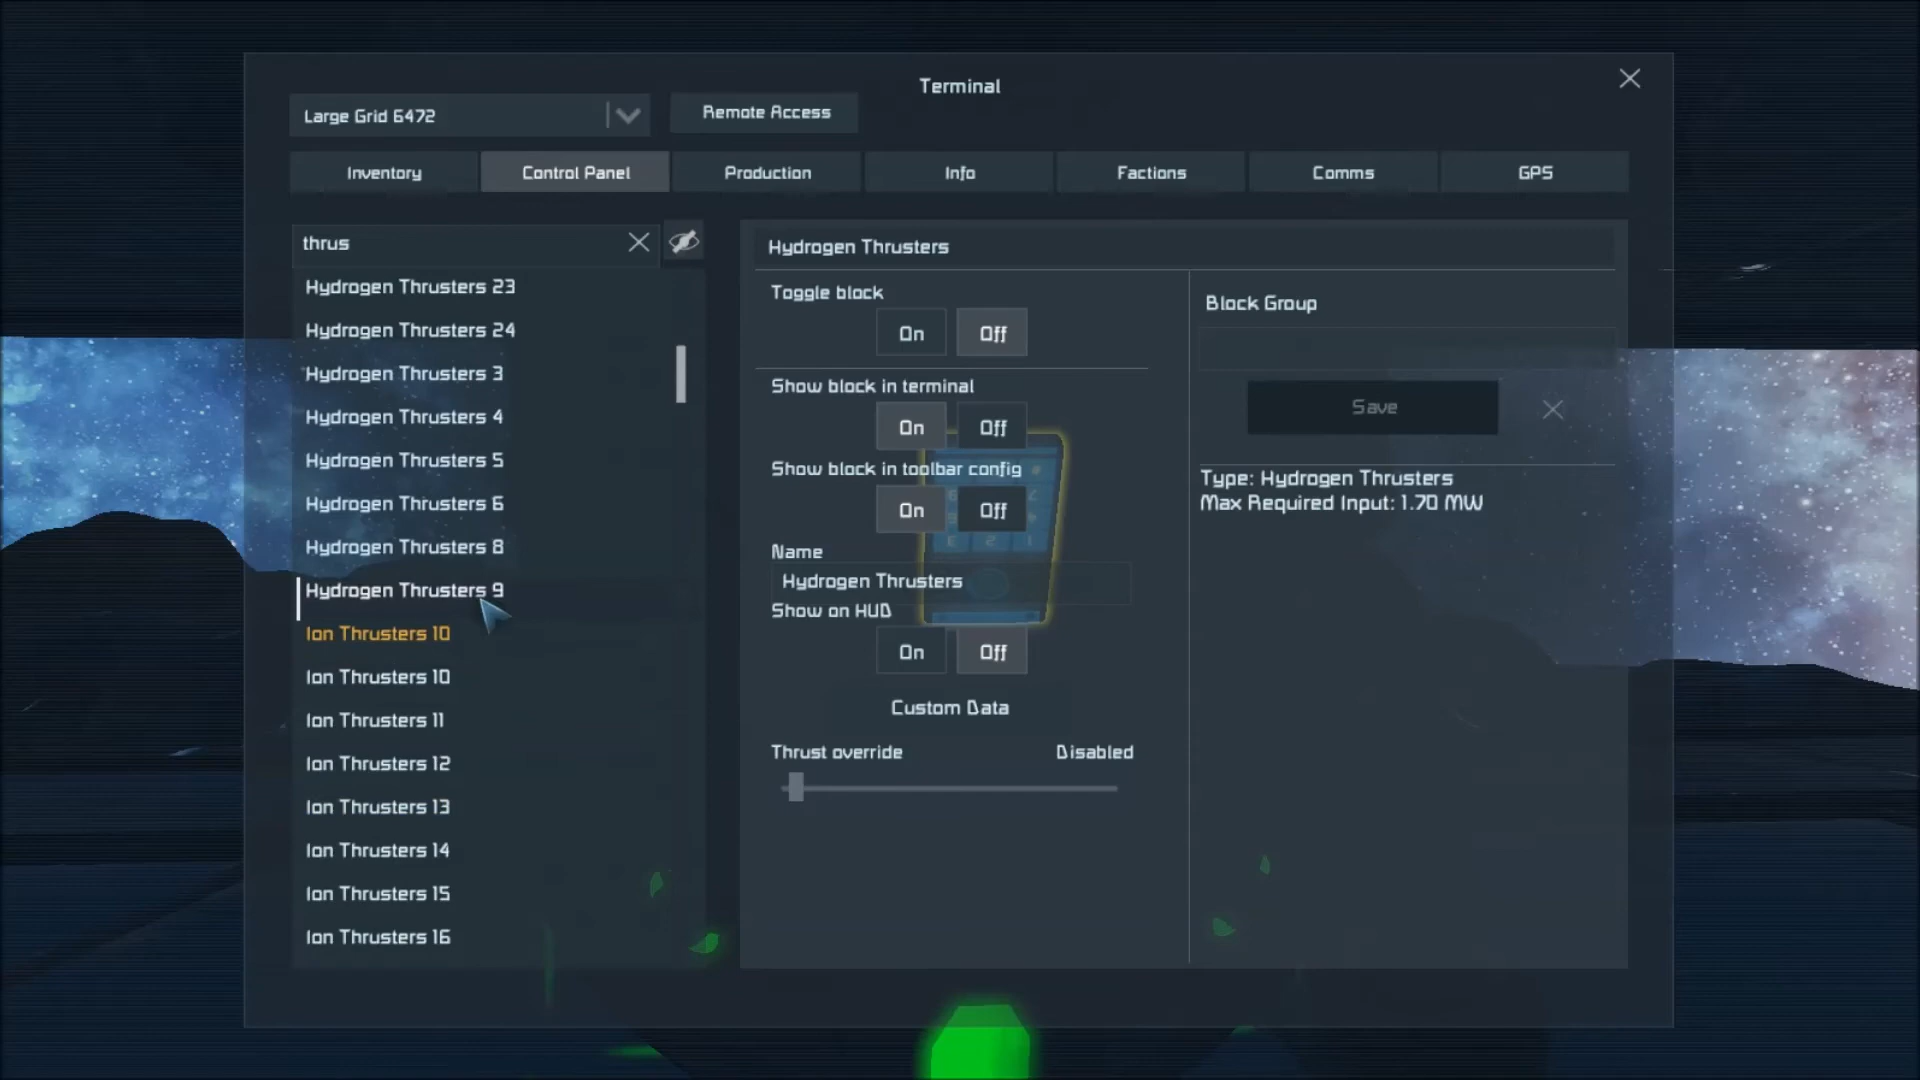 Terminal
Large Grid 6472
Remote Access
Inventory
Control Panel
Production
Info
Factions
Comms
GPS
thrus
Hydrogen Thrusters 23
Hydrogen Thrusters 24
Hydrogen Thrusters 3
Hydrogen Thrusters 4
Hydrogen Thrusters 5
Hydrogen Thrusters 6
Hydrogen Thrusters 8
Hydrogen Thrusters 9
Ion Thrusters 10
Ion Thrusters 10
Ion Thrusters 11
Ion Thrusters 12
Ion Thrusters 13
Ion Thrusters 14
Ion Thrusters 15
Ion Thrusters 16
Hydrogen Thrusters
Toggle block
On Off
Show block in terminal
On Off
Show block in toolbar config
On Off
Name
Hydrogen Thrusters
Show on HUD
On Off
Custom Data
Thrust override Disabled
Block Group
Save
Type: Hydrogen Thrusters
Max Required Input: 1.70 MW